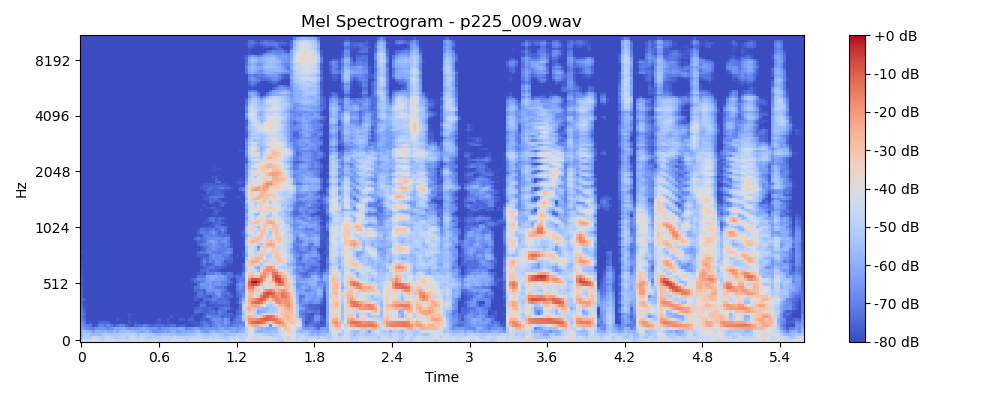 Mel Spectrogram - p225_009.wav
+0 dB
8192
-10 dB
4096
-20 dB
-30 dB
Hz
2048
-40 dB
1024
-50 dB
512
-60 dB
-70 dB
0
-80 dB
0 0.6 1.2 1.8 2.4 3 3.6 4.2 4.8 5.4
Time